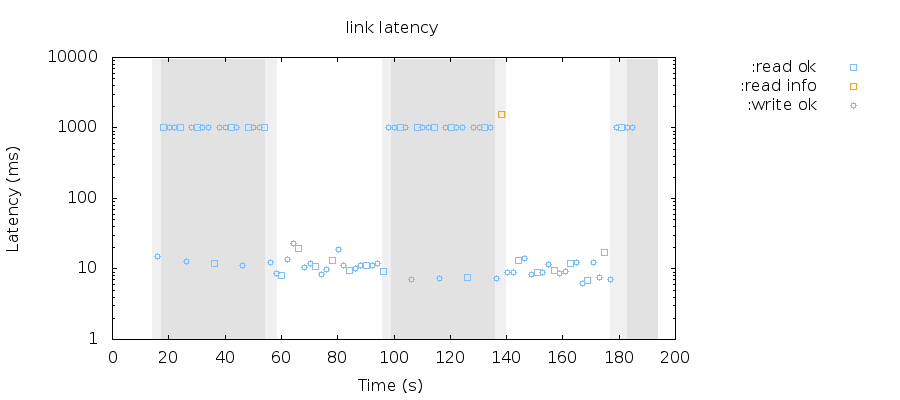 link latency
Latency (ms)
10000
1000
100
10
1
0 20 40 60 80 100 120 140 160 180 200
Time (s)
:read ok
:read info
:write ok